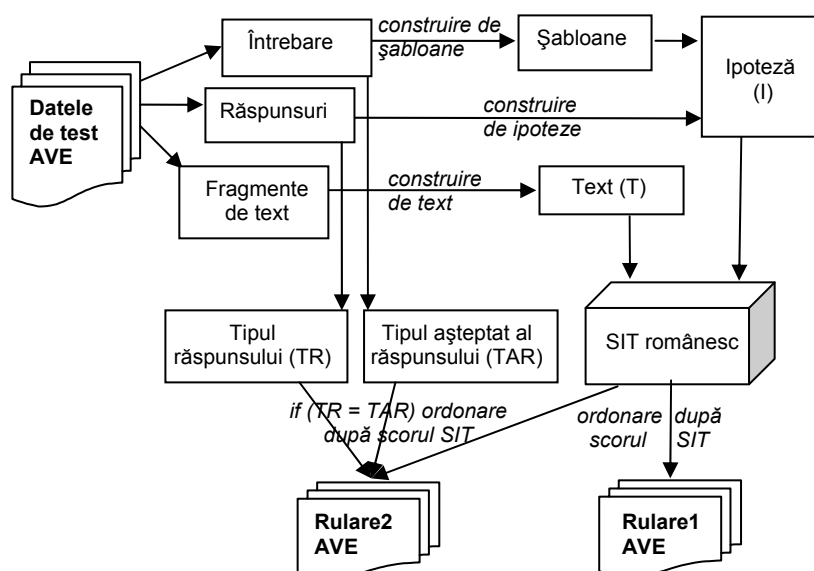 Întrebare
construire de
şabloane
Şabloane
Ipoteză
(I)
Datele
de test
AVE
Răspunsuri
construire
de ipoteze
Fragmente
de text
construire
de text
Text (T)
Tipul
răspunsului (TR)
Tipul aşteptat al
răspunsului (TAR)
SIT românesc
if (TR = TAR) ordonare
după scorul SIT
ordonare după
scorul SIT
Rulare2
AVE
Rulare1
AVE